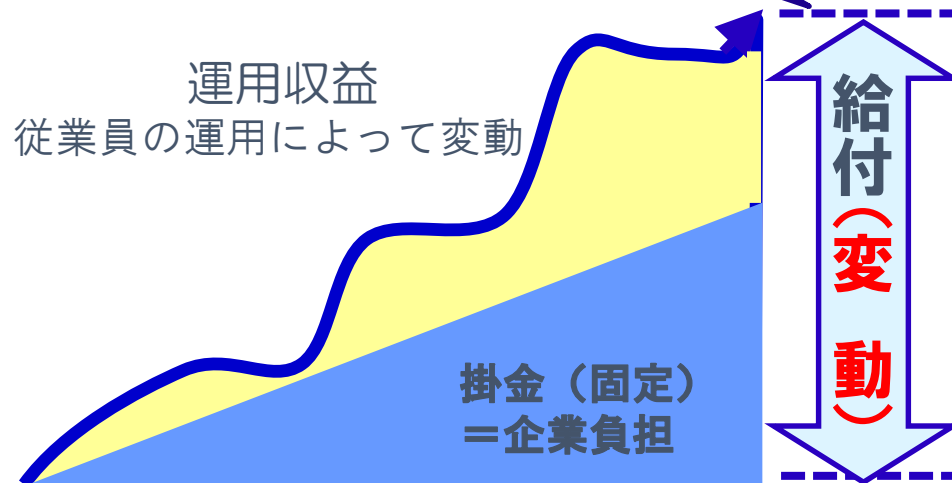 運用収益
従業員の運用によって変動
掛金（固定）
＝企業負担
給付（変　動）